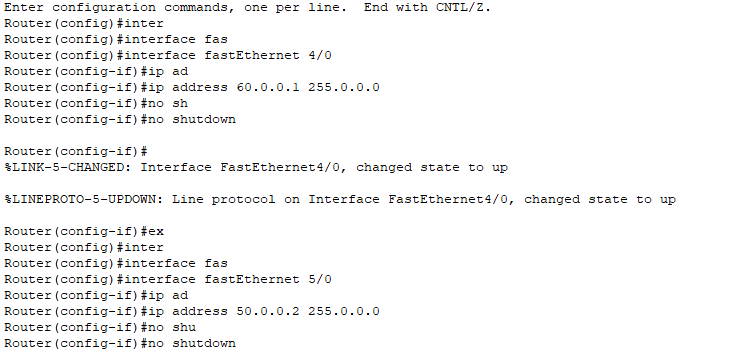 Enter configuration commands, one per line.  End with CNTL/Z.
Router(config)#inter
Router(config)#interface fas
Router(config)#interface fastEthernet 4/0
Router(config-if)#ip ad
Router(config-if)#ip address 60.0.0.1 255.0.0.0
Router(config-if)#no sh
Router(config-if)#no shutdown
Router(config-if)#
%LINK-5-CHANGED: Interface FastEthernet4/0, changed state to up
%LINEPROTO-5-UPDOWN: Line protocol on Interface FastEthernet4/0, changed state to up
Router(config-if)#ex
Router(config)#inter
Router(config)#interface fas
Router(config)#interface fastEthernet 5/0
Router(config-if)#ip ad
Router(config-if)#ip address 50.0.0.2 255.0.0.0
Router(config-if)#no shu
Router(config-if)#no shutdown